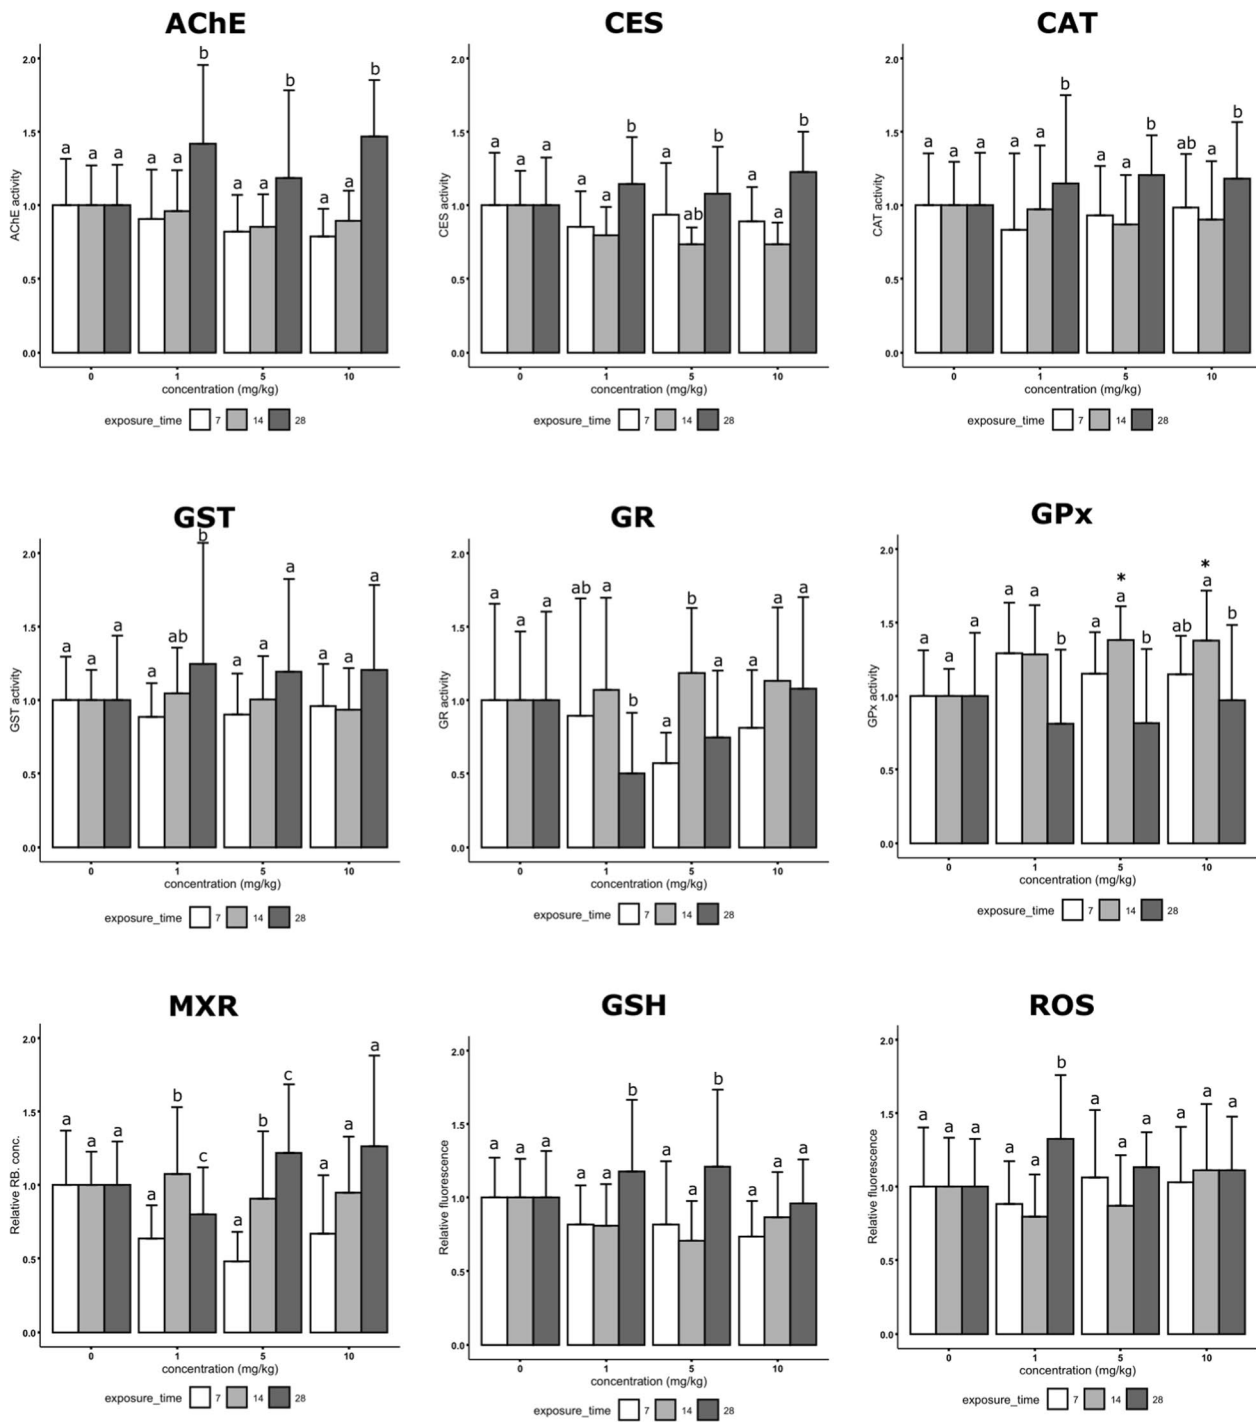 AChE
AChE activity
2.0
1.5
1.0
0.5
0.0
a a a a a b a a b a a b
0 1 5 10
concentration (mg/kg)
exposure_time 7 14 28
CES
CES activity
2.0
1.5
1.0
0.5
0.0
a a a a a b a ab b a a b
0 1 5 10
concentration (mg/kg)
exposure_time 7 14 28
CAT
CAT activity
2.0
1.5
1.0
0.5
0.0
a a a a a b a a b ab a b
0 1 5 10
concentration (mg/kg)
exposure_time 7 14 28
GST
GST activity
2.0
1.5
1.0
0.5
0.0
a a a a ab b a a a a a a
0 1 5 10
concentration (mg/kg)
exposure_time 7 14 28
GR
GR activity
2.0
1.5
1.0
0.5
0.0
a a a ab a b a b a a a a
0 1 5 10
concentration (mg/kg)
exposure_time 7 14 28
GPx
GPx activity
2.0
1.5
1.0
0.5
0.0
* *
a a a a a b a a b ab a b
0 1 5 10
concentration (mg/kg)
exposure_time 7 14 28
MXR
Relative RB. conc.
2.0
1.5
1.0
0.5
0.0
a a a a b c a b c a a a
0 1 5 10
concentration (mg/kg)
exposure_time 7 14 28
GSH
Relative fluorescence
2.0
1.5
1.0
0.5
0.0
a a a a a b a a b a a a
0 1 5 10
concentration (mg/kg)
exposure_time 7 14 28
ROS
Relative fluorescence
2.0
1.5
1.0
0.5
0.0
a a a a a b a a a a a a
0 1 5 10
concentration (mg/kg)
exposure_time 7 14 28